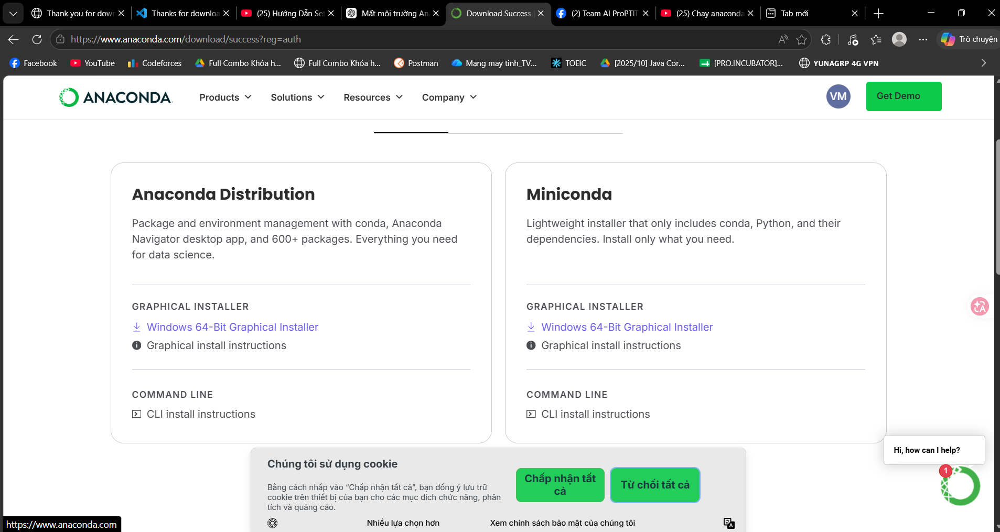 Thank you for down
Thanks for downloa
(25) Hướng Dẫn Set
Mất môi trường An
Download Success |
(2) Team AI ProPTIT
(25) Chạy anaconda
Tab mới
https://www.anaconda.com/download/success?reg=auth
Trò chuyện
Facebook
YouTube
Codeforces
Full Combo Khóa h...
Full Combo Khóa h...
Postman
Mạng may tinh_TV...
TOEIC
[2025/10] Java Cor...
[PRO.INCUBATOR]...
YUNAGRP 4G VPN
ANACONDA.
Products
Solutions
Resources
Company
VM
Get Demo
Anaconda Distribution
Package and environment management with conda, Anaconda
Navigator desktop app, and 600+ packages. Everything you need
for data science.
GRAPHICAL INSTALLER
Windows 64-Bit Graphical Installer
Graphical install instructions
COMMAND LINE
CLI install instructions
Miniconda
Lightweight installer that only includes conda, Python, and their
dependencies. Install only what you need.
GRAPHICAL INSTALLER
Windows 64-Bit Graphical Installer
Graphical install instructions
COMMAND LINE
CLI install instructions
Hi, how can I help?
1
Chúng tôi sử dụng cookie
Bằng cách nhấp vào “Chấp nhận tất cả”, bạn đồng ý lưu trữ
cookie trên thiết bị của bạn cho các mục đích chức năng, phân
tích và quảng cáo.
Chấp nhận tất
cả
Từ chối tất cả
Nhiều lựa chọn hơn
Xem chính sách bảo mật của chúng tôi
https://www.anaconda.com